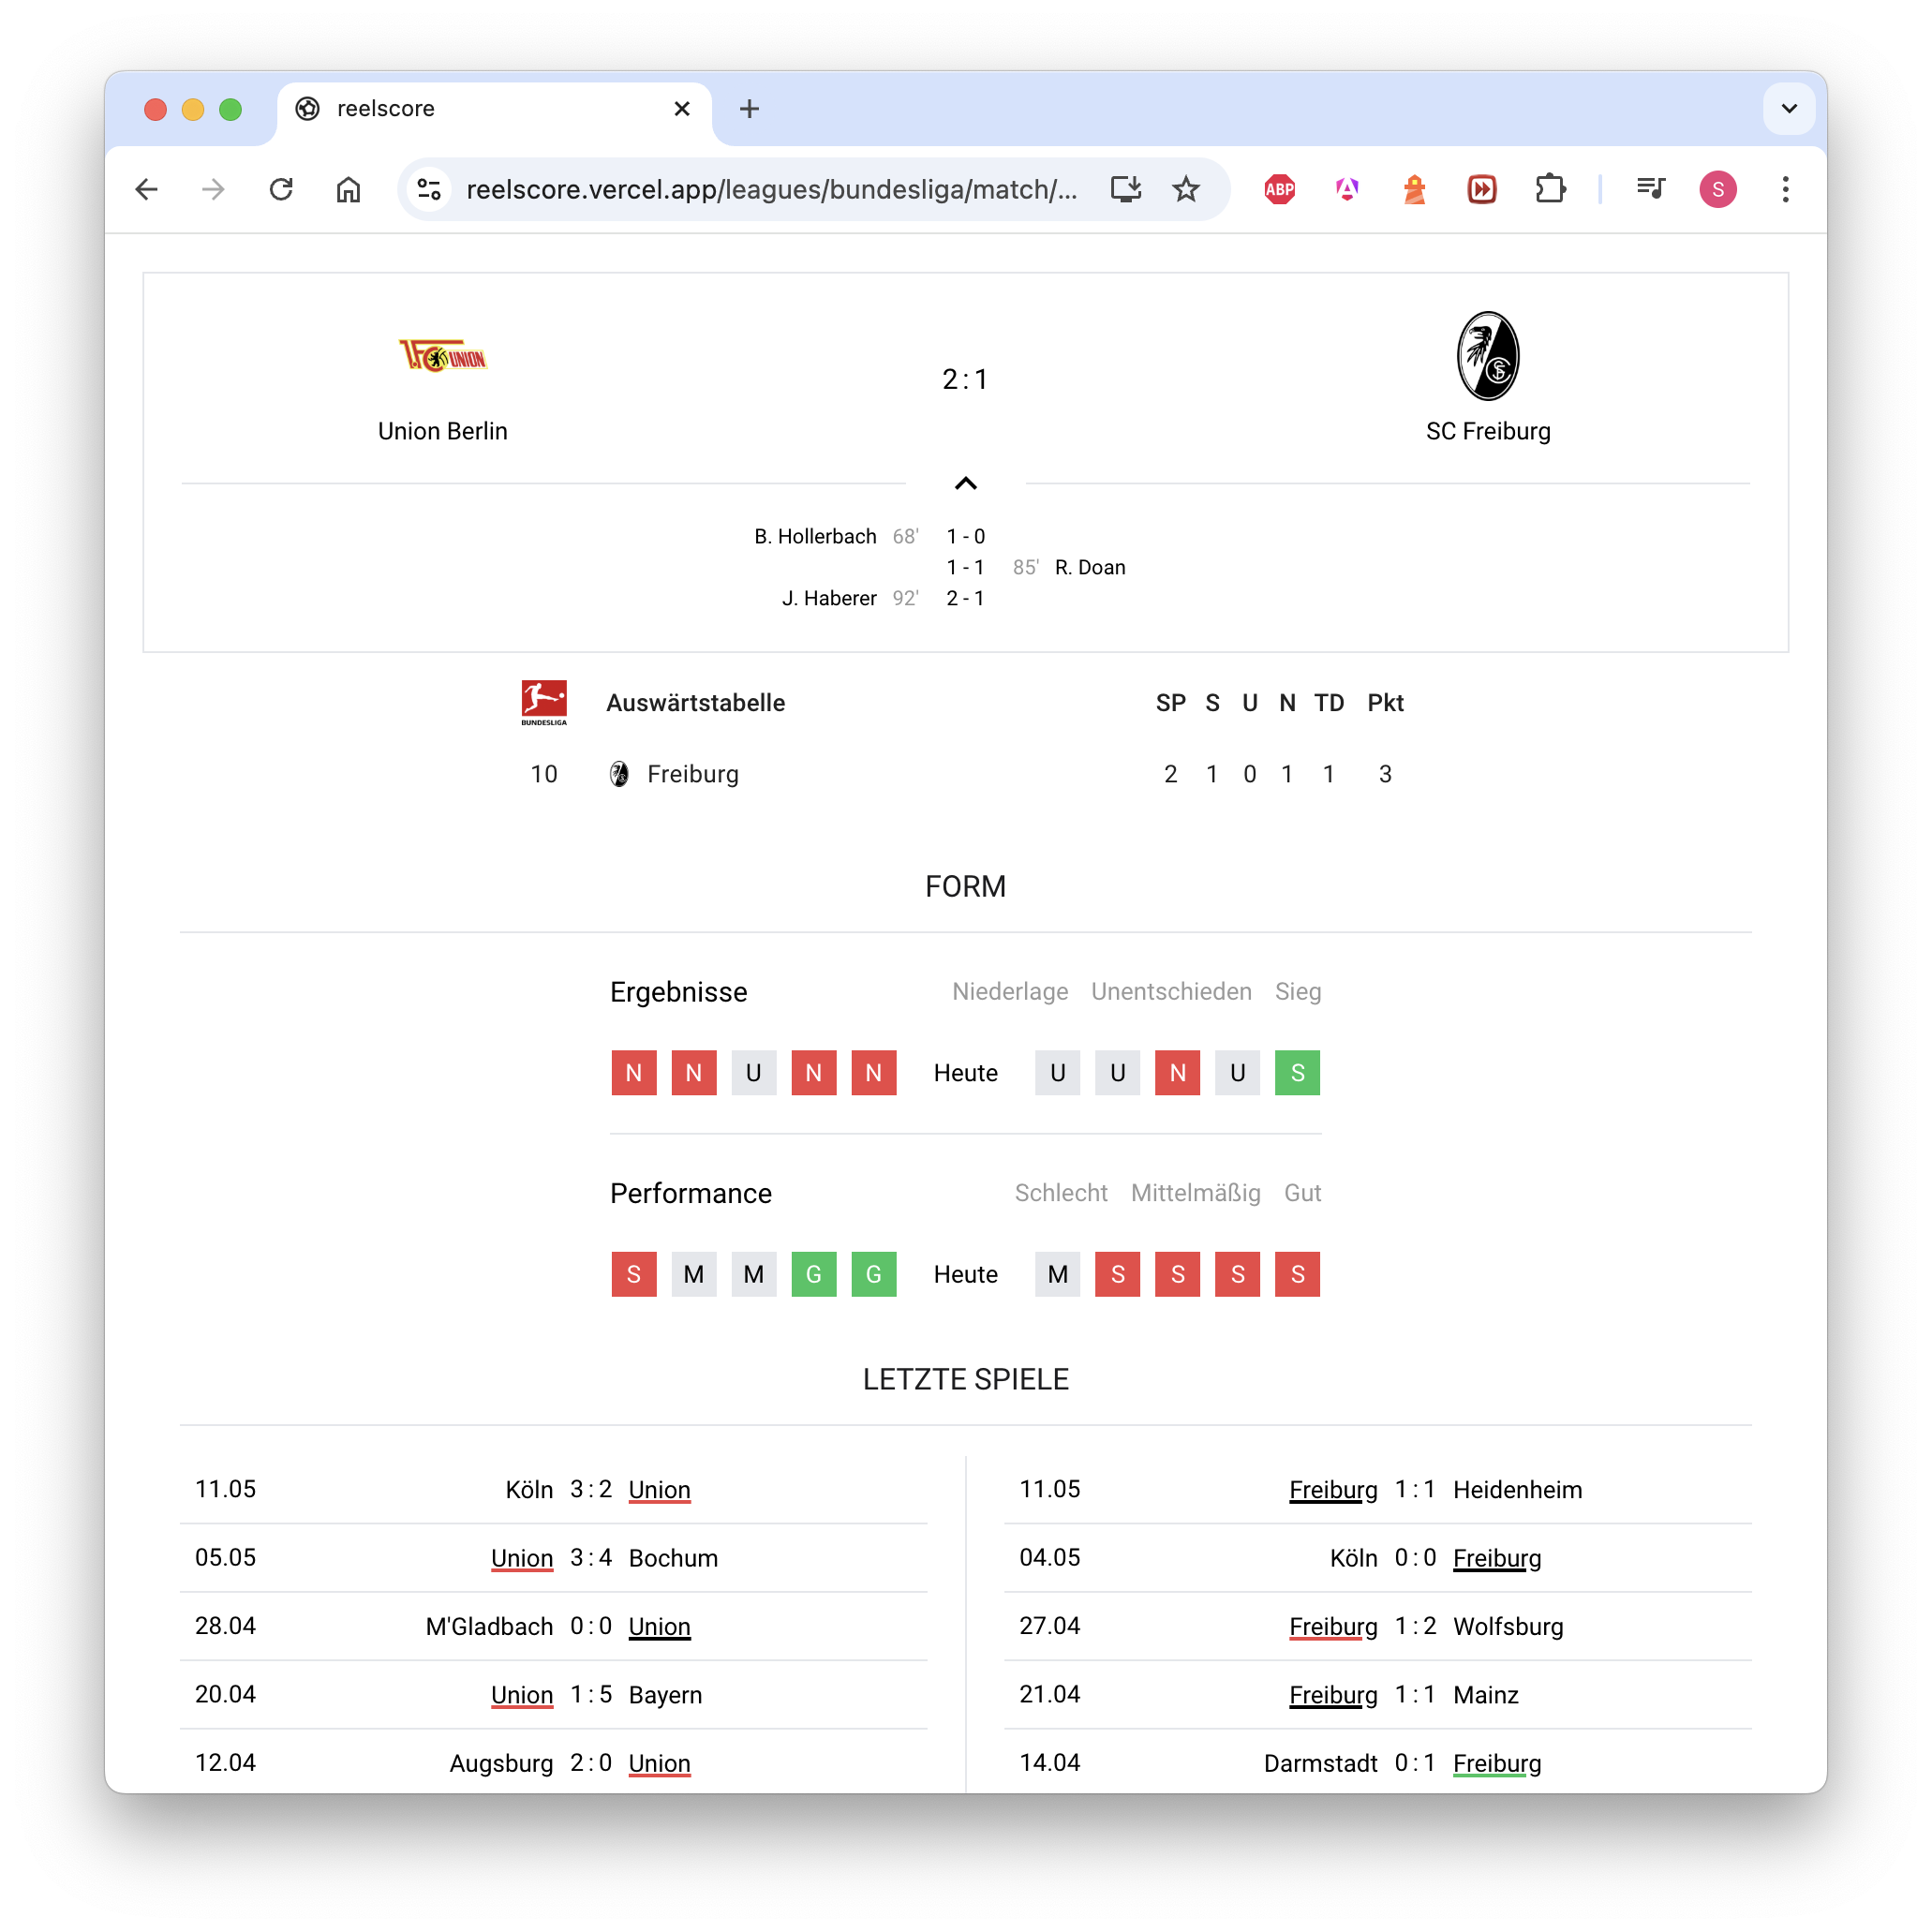 reelscore
reelscore.vercel.app/leagues/bundesliga/match/...
ABP
S
1.FC UNION
SC
2 : 1
Union Berlin
SC Freiburg
B. Hollerbach 68' 1 - 0
1 - 1 85' R. Doan
J. Haberer 92' 2 - 1
BUNDESLIGA
Auswärtstabelle SP S U N TD Pkt
10 Freiburg 2 1 0 1 1 3
FORM
Ergebnisse Niederlage Unentschieden Sieg
N N U N N Heute U U N U S
Performance Schlecht Mittelmäßig Gut
S M M G G Heute M S S S S
LETZTE SPIELE
11.05 Köln 3 : 2 Union
05.05 Union 3 : 4 Bochum
28.04 M'Gladbach 0 : 0 Union
20.04 Union 1 : 5 Bayern
12.04 Augsburg 2 : 0 Union
11.05 Freiburg 1 : 1 Heidenheim
04.05 Köln 0 : 0 Freiburg
27.04 Freiburg 1 : 2 Wolfsburg
21.04 Freiburg 1 : 1 Mainz
14.04 Darmstadt 0 : 1 Freiburg